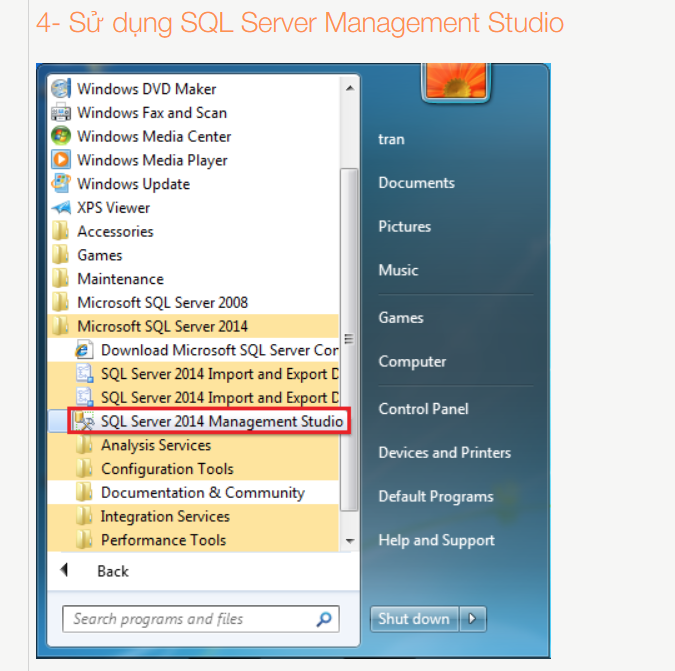 4- Sử dụng SQL Server Management Studio
Windows DVD Maker
Windows Fax and Scan
Windows Media Center
Windows Media Player
Windows Update
XPS Viewer
Accessories
Games
Maintenance
Microsoft SQL Server 2008
Microsoft SQL Server 2014
Download Microsoft SQL Server Cor
SQL Server 2014 Import and Export D
SQL Server 2014 Import and Export D
SQL Server 2014 Management Studio
Analysis Services
Configuration Tools
Documentation & Community
Integration Services
Performance Tools
Back
Search programs and files
tran
Documents
Pictures
Music
Games
Computer
Control Panel
Devices and Printers
Default Programs
Help and Support
Shut down